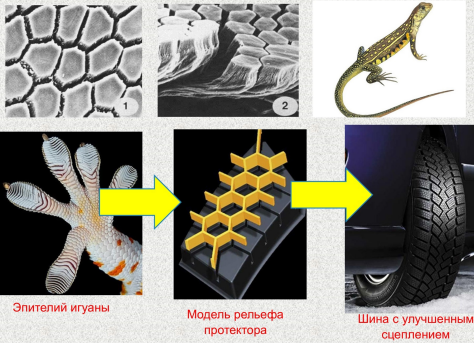 1
2
Эпителий игуаны
Модель рельефа
протектора
Шина с улучшенным
сцеплением